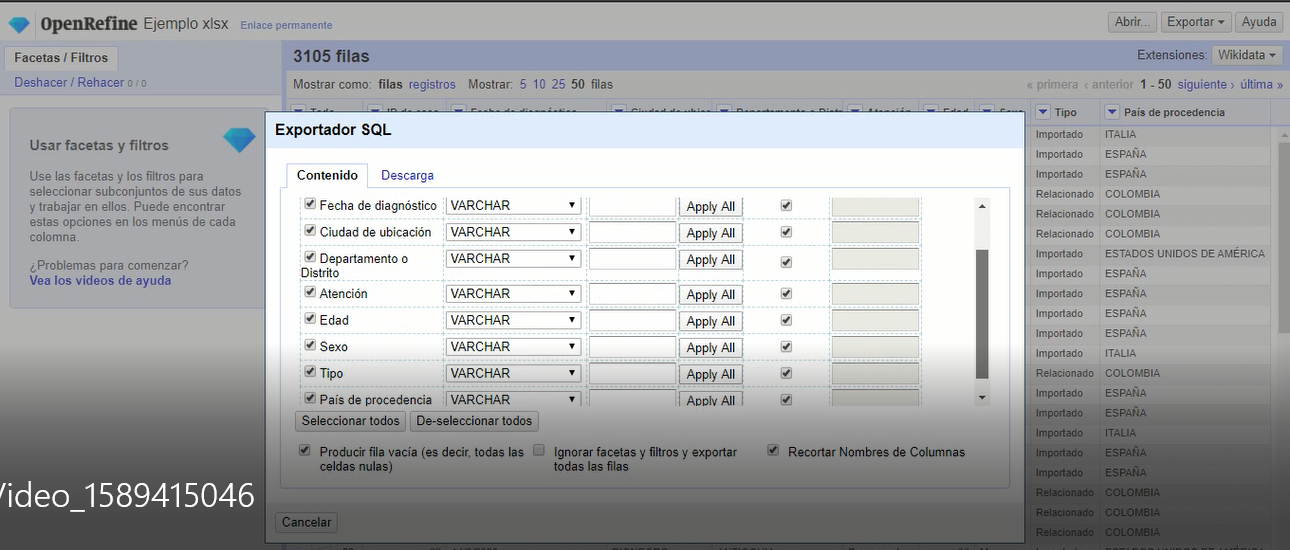 OpenRefine Ejemplo xlsx Enlace permanente
Abrir... Exportar Ayuda
Facetas / Filtros
3105 filas
Extensiones: Wikidata
Deshacer / Rehacer 0 / 0
Mostrar como: filas registros Mostrar: 5 10 25 50 filas
« primera ‹ anterior 1 - 50 siguiente › última »
Tipo País de procedencia
Usar facetas y filtros
Use las facetas y los filtros para
seleccionar subconjuntos de sus datos
y trabajar en ellos. Puede encontrar
estas opciones en los menús de cada
columna.
¿Problemas para comenzar?
Vea los videos de ayuda
Exportador SQL
Contenido Descarga
Fecha de diagnóstico VARCHAR Apply All
Ciudad de ubicación VARCHAR Apply All
Departamento o
Distrito
VARCHAR Apply All
Atención VARCHAR Apply All
Edad VARCHAR Apply All
Sexo VARCHAR Apply All
Tipo VARCHAR Apply All
País de procedencia VARCHAR Apply All
Seleccionar todos De-seleccionar todos
Producir fila vacía (es decir, todas las
celdas nulas)
Ignorar facetas y filtros y exportar
todas las filas
Recortar Nombres de Columnas
Cancelar
Importado ITALIA
Importado ESPAÑA
Importado ESPAÑA
Relacionado COLOMBIA
Relacionado COLOMBIA
Relacionado COLOMBIA
Importado ESTADOS UNIDOS DE AMÉRICA
Importado ESPAÑA
Importado ESPAÑA
Importado ESPAÑA
Importado ESPAÑA
Importado ITALIA
Relacionado COLOMBIA
Importado ESPAÑA
Importado ESPAÑA
Importado ITALIA
Importado ESPAÑA
Importado ESPAÑA
Relacionado COLOMBIA
Relacionado COLOMBIA
Relacionado COLOMBIA
Video_1589415046